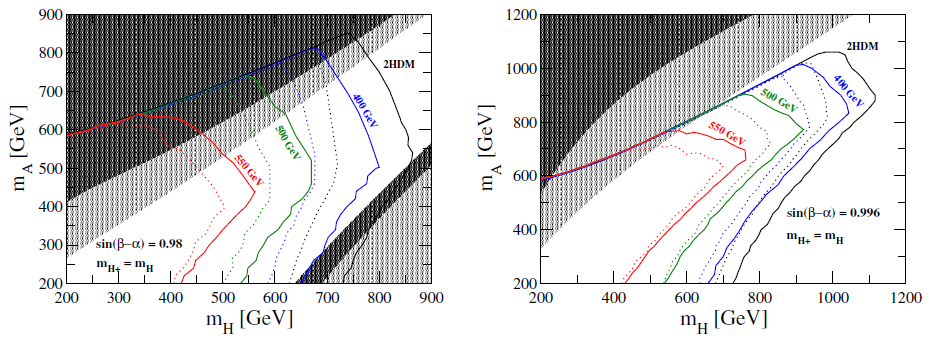 900
800
700
600
500
400
300
200
m_A [GeV]
2HDM
400 GeV
500 GeV
550 GeV
sin(β−α) = 0.98
m_H+ = m_H
200 300 400 500 600 700 800 900
m_H [GeV]
1200
1000
800
600
400
200
m_A [GeV]
2HDM
400 GeV
500 GeV
550 GeV
sin(β−α) = 0.996
m_H+ = m_H
200 400 600 800 1000 1200
m_H [GeV]